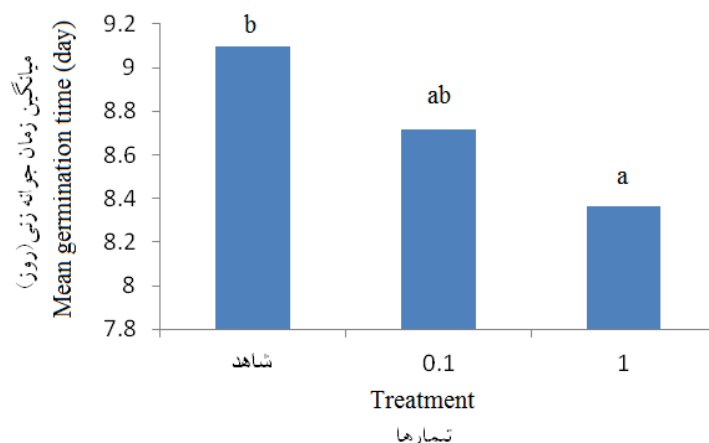 میانگین زمان جوانه زنی(روز)
Mean germination time (day)
9.2
9
8.8
8.6
8.4
8.2
8
7.8
b
ab
a
شاهد
0.1
1
Treatment
تیمارها